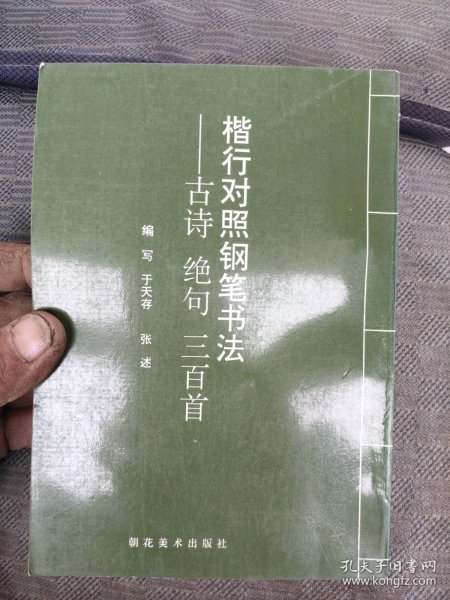 楷行对照钢笔书法
——古诗 绝句 三百首
编写 于天存 张述
朝花美术出版社
孔夫子旧书网
www.kongfz.com